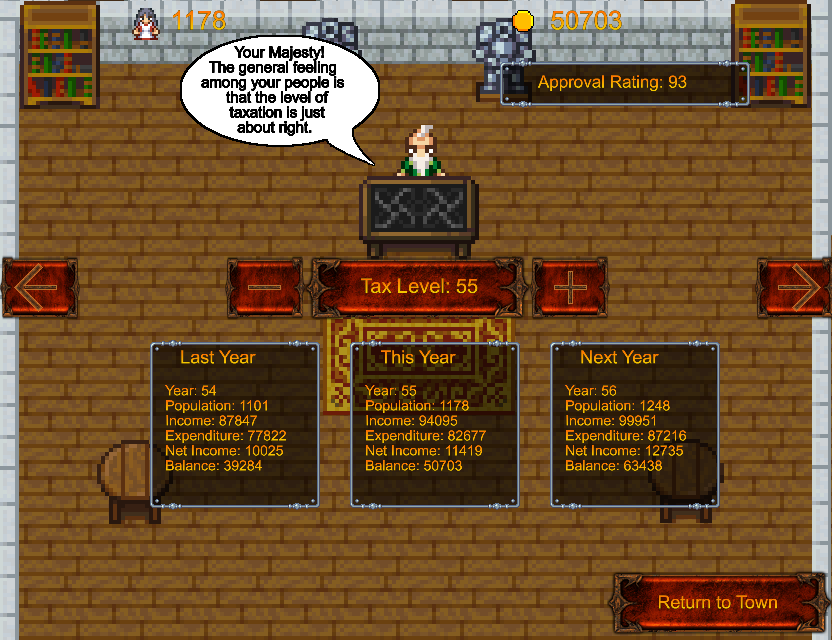 1178
50703
Your Majesty!
The general feeling
among your people is
that the level of
taxation is just
about right.
Approval Rating: 93
Tax Level: 55
Last Year
Year: 54
Population: 1101
Income: 87847
Expenditure: 77822
Net Income: 10025
Balance: 39284
This Year
Year: 55
Population: 1178
Income: 94095
Expenditure: 82677
Net Income: 11419
Balance: 50703
Next Year
Year: 56
Population: 1248
Income: 99951
Expenditure: 87216
Net Income: 12735
Balance: 63438
Return to Town